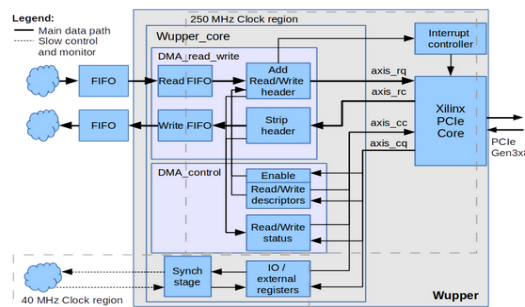 Legend:
Main data path
Slow control
and monitor
250 MHz Clock region
Wupper_core
DMA_read_write
Interrupt
controller
FIFO
Read FIFO
Add
Read/Write
header
axis_rq
axis_rc
Xilinx
PCIe
Core
FIFO
Write FIFO
Strip
header
axis_cc
axis_cq
PCIe
Gen3x8
DMA_control
Enable
Read/Write
descriptors
Read/Write
status
Synch
stage
IO /
external
registers
40 MHz Clock region
Wupper